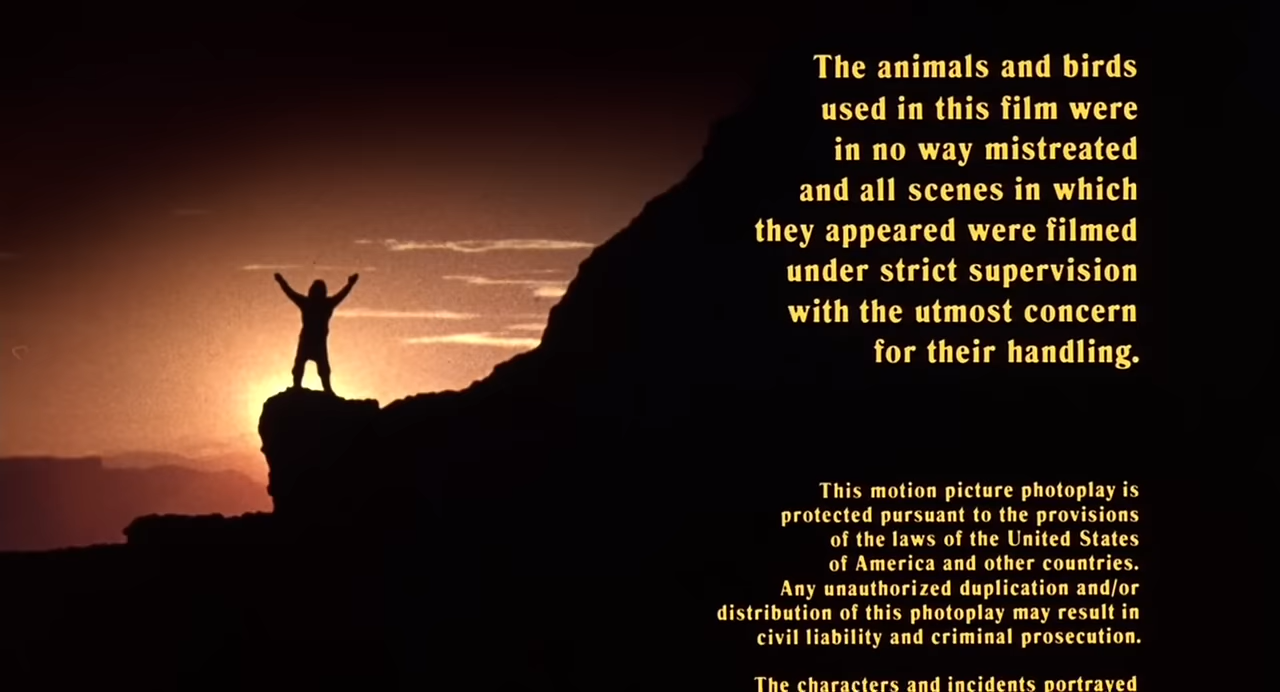 The animals and birds
used in this film were
in no way mistreated
and all scenes in which
they appeared were filmed
under strict supervision
with the utmost concern
for their handling.
This motion picture photoplay is
protected pursuant to the provisions
of the laws of the United States
of America and other countries.
Any unauthorized duplication and/or
distribution of this photoplay may result in
civil liability and criminal prosecution.
The characters and incidents portrayed